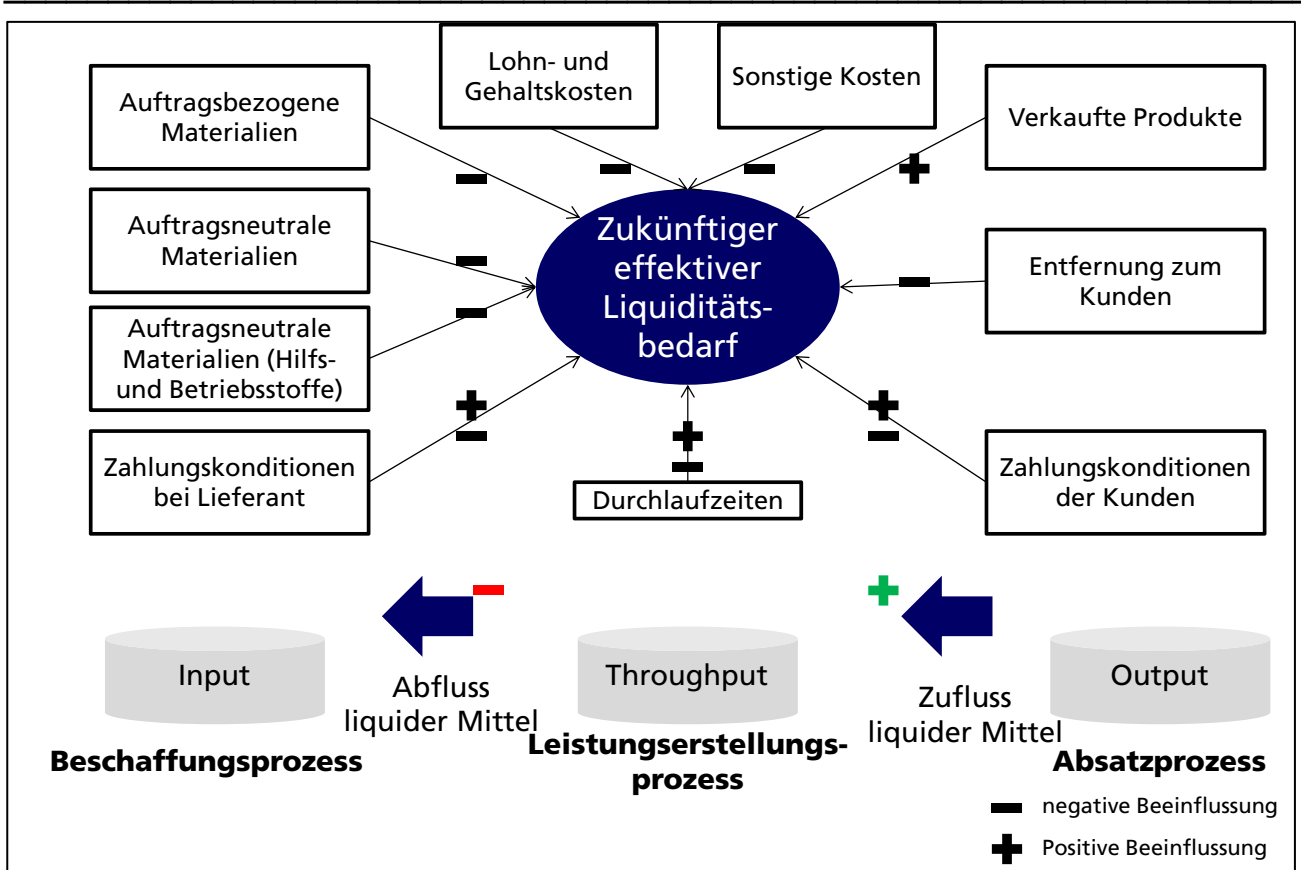 Lohn- und
Gehaltskosten
Sonstige Kosten
Auftragsbezogene
Materialien
Verkaufte Produkte
Auftragsneutrale
Materialien
Zukünftiger
effektiver
Liquiditäts-
bedarf
Entfernung zum
Kunden
Auftragsneutrale
Materialien (Hilfs-
und Betriebsstoffe)
Zahlungskonditionen
bei Lieferant
Durchlaufzeiten
Zahlungskonditionen
der Kunden
Input
Abfluss
liquider Mittel
Throughput
Zufluss
liquider Mittel
Output
Beschaffungsprozess
Leistungserstellungs-
prozess
Absatzprozess
negative Beeinflussung
Positive Beeinflussung